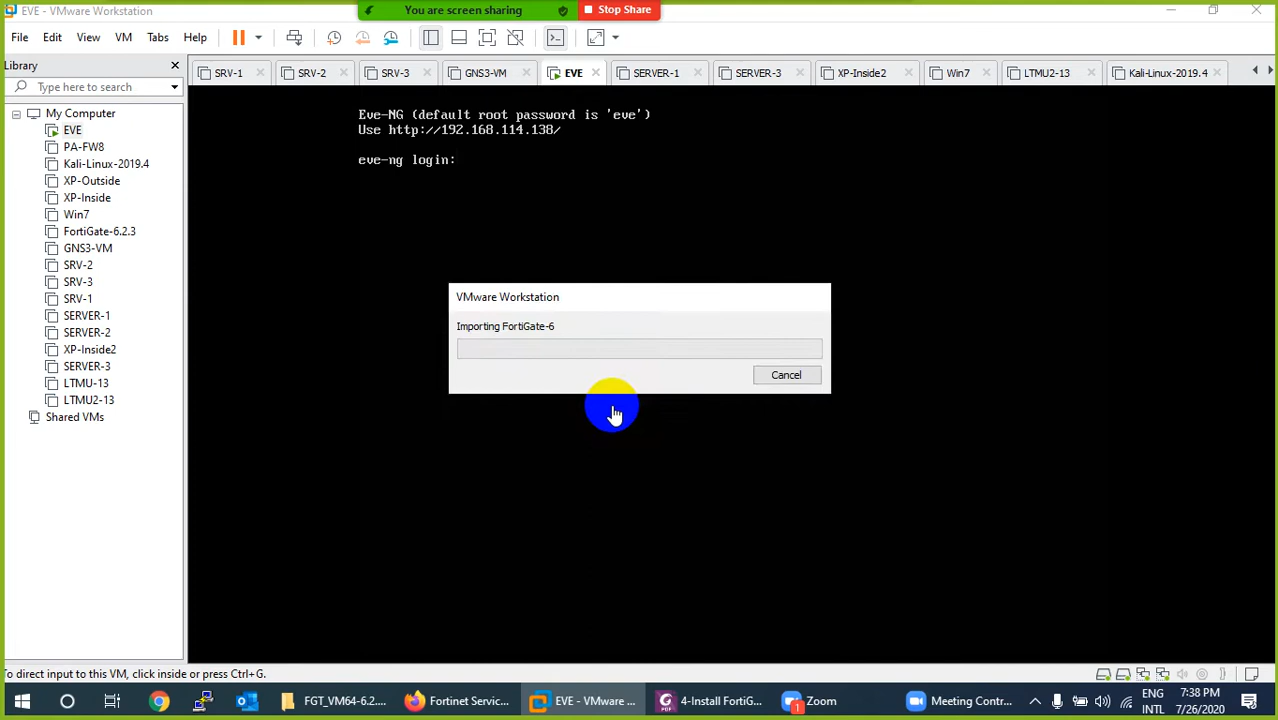 EVE - VMware Workstation
You are screen sharing
Stop Share
File Edit View VM Tabs Help
Library
Type here to search
My Computer
EVE
PA-FW8
Kali-Linux-2019.4
XP-Outside
XP-Inside
Win7
FortiGate-6.2.3
GNS3-VM
SRV-2
SRV-3
SRV-1
SERVER-1
SERVER-2
XP-Inside2
SERVER-3
LTMU-13
LTMU2-13
Shared VMs
SRV-1 SRV-2 SRV-3 GNS3-VM EVE SERVER-1 SERVER-3 XP-Inside2 Win7 LTMU2-13 Kali-Linux-2019.4
Eve-NG (default root password is 'eve')
Use http://192.168.114.138/
eve-ng login:
VMware Workstation
Importing FortiGate-6
Cancel
To direct input to this VM, click inside or press Ctrl+G.
FGT_VM64-6.2...
Fortinet Servic...
EVE - VMware ...
4-Install FortiG...
1
Zoom
Meeting Contr...
ENG
INTL
7:38 PM
7/26/2020